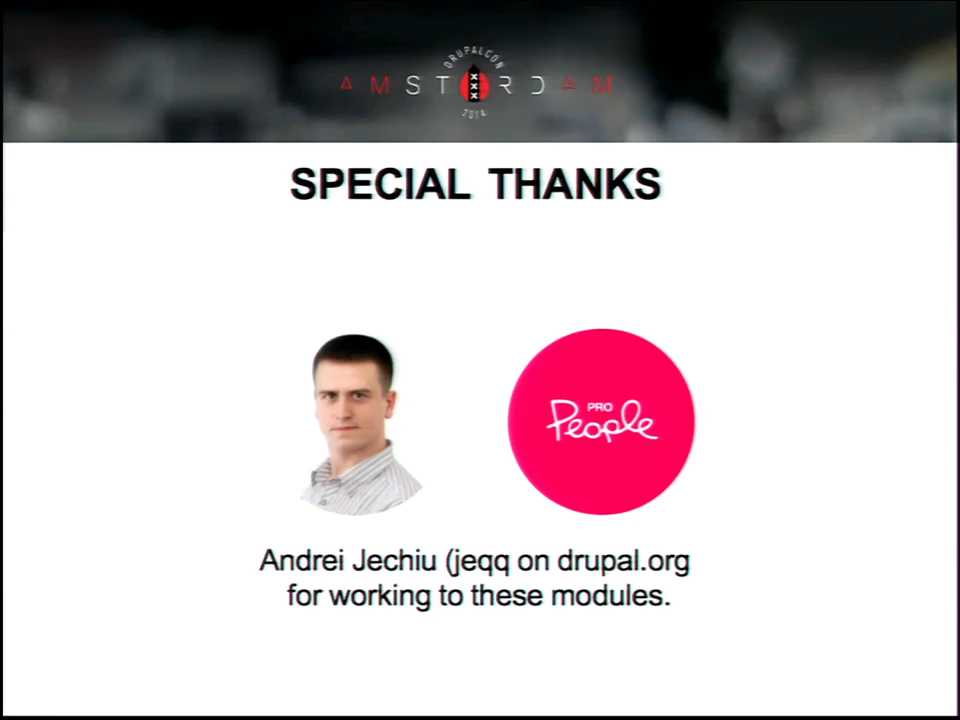 DRUPALCON
AMSTERDAM
2014
SPECIAL THANKS
PRO
People
Andrei Jechiu (jeqq on drupal.org
for working to these modules.